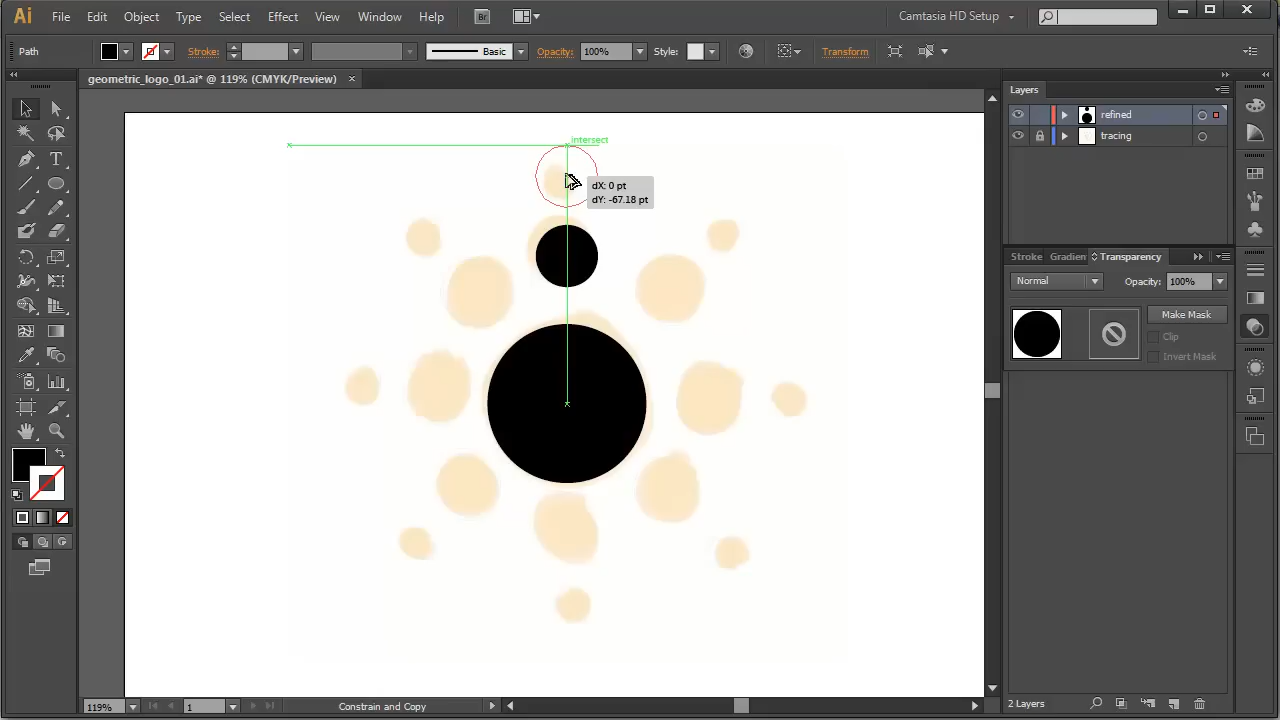 Ai File Edit Object Type Select Effect View Window Help Br Camtasia HD Setup
Path Stroke: Basic Opacity: 100% Style: Transform
geometric_logo_01.ai* @ 119% (CMYK/Preview)
Layers
refined
tracing
intersect
dX: 0 pt
dY: -67.18 pt
Stroke Gradien Transparency
Normal Opacity: 100%
Make Mask
Clip
Invert Mask
119% 1 Constrain and Copy 2 Layers